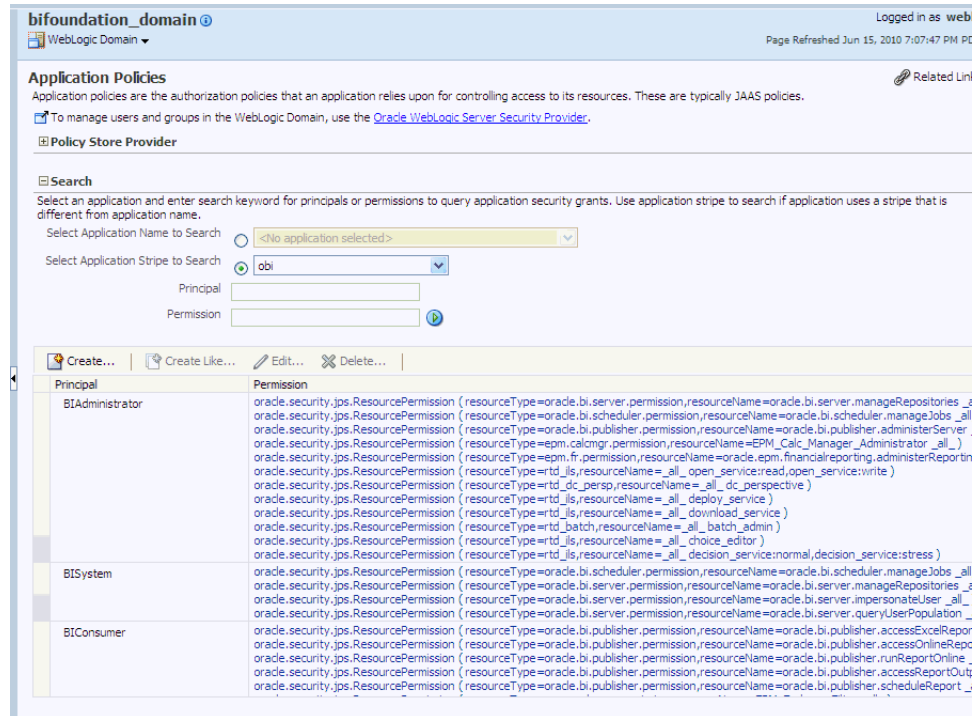 bifoundation_domain
Logged in as web
WebLogic Domain
Page Refreshed Jun 15, 2010 7:07:47 PM
Application Policies
Related
Application policies are the authorization policies that an application relies upon for controlling access to its resources. These are typically JAAS policies.
To manage users and groups in the WebLogic Domain, use the Oracle WebLogic Server Security Provider.
Policy Store Provider
Search
Select an application and enter search keyword for principals or permissions to query application security grants. Use application stripe to search if application uses a stripe that is
different from application name.
Select Application Name to Search
<No application selected>
Select Application Stripe to Search
obi
Principal
Permission
Create...
Create Like...
Edit...
Delete...
Principal
Permission
BIAdministrator
oracle.security.jps.ResourcePermission ( resourceType=oracle.bi.server.permission,resourceName=oracle.bi.server.manageRepositories
oracle.security.jps.ResourcePermission ( resourceType=oracle.bi.scheduler.permission,resourceName=oracle.bi.scheduler.manageJobs _all
oracle.security.jps.ResourcePermission ( resourceType=oracle.bi.publisher.permission,resourceName=oracle.bi.publisher.administerServer
oracle.security.jps.ResourcePermission ( resourceType=epm.calcmgr.permission,resourceName=EPM_Calc_Manager_Administrator _all_ )
oracle.security.jps.ResourcePermission ( resourceType=epm.fr.permission,resourceName=oracle.epm.financialreporting.administerReportin
oracle.security.jps.ResourcePermission ( resourceType=rtd_ils,resourceName=_all_ open_service:read,open_service:write )
oracle.security.jps.ResourcePermission ( resourceType=rtd_dc_persp,resourceName=_all_ dc_perspective )
oracle.security.jps.ResourcePermission ( resourceType=rtd_ils,resourceName=_all_ deploy_service )
oracle.security.jps.ResourcePermission ( resourceType=rtd_ils,resourceName=_all_ download_service )
oracle.security.jps.ResourcePermission ( resourceType=rtd_batch,resourceName=_all_ batch_admin )
oracle.security.jps.ResourcePermission ( resourceType=rtd_ils,resourceName=_all_ choice_editor )
oracle.security.jps.ResourcePermission ( resourceType=rtd_ils,resourceName=_all_ decision_service:normal,decision_service:stress )
BISystem
oracle.security.jps.ResourcePermission ( resourceType=oracle.bi.scheduler.permission,resourceName=oracle.bi.scheduler.manageJobs _all
oracle.security.jps.ResourcePermission ( resourceType=oracle.bi.server.permission,resourceName=oracle.bi.server.manageRepositories
oracle.security.jps.ResourcePermission ( resourceType=oracle.bi.server.permission,resourceName=oracle.bi.server.impersonateUser _all_
oracle.security.jps.ResourcePermission ( resourceType=oracle.bi.server.permission,resourceName=oracle.bi.server.queryUserPopulation
BIConsumer
oracle.security.jps.ResourcePermission ( resourceType=oracle.bi.publisher.permission,resourceName=oracle.bi.publisher.accessExcelRepor
oracle.security.jps.ResourcePermission ( resourceType=oracle.bi.publisher.permission,resourceName=oracle.bi.publisher.accessOnlineRepo
oracle.security.jps.ResourcePermission ( resourceType=oracle.bi.publisher.permission,resourceName=oracle.bi.publisher.runReportOnline
oracle.security.jps.ResourcePermission ( resourceType=oracle.bi.publisher.permission,resourceName=oracle.bi.publisher.accessReportOutp
oracle.security.jps.ResourcePermission ( resourceType=oracle.bi.publisher.permission,resourceName=oracle.bi.publisher.scheduleReport